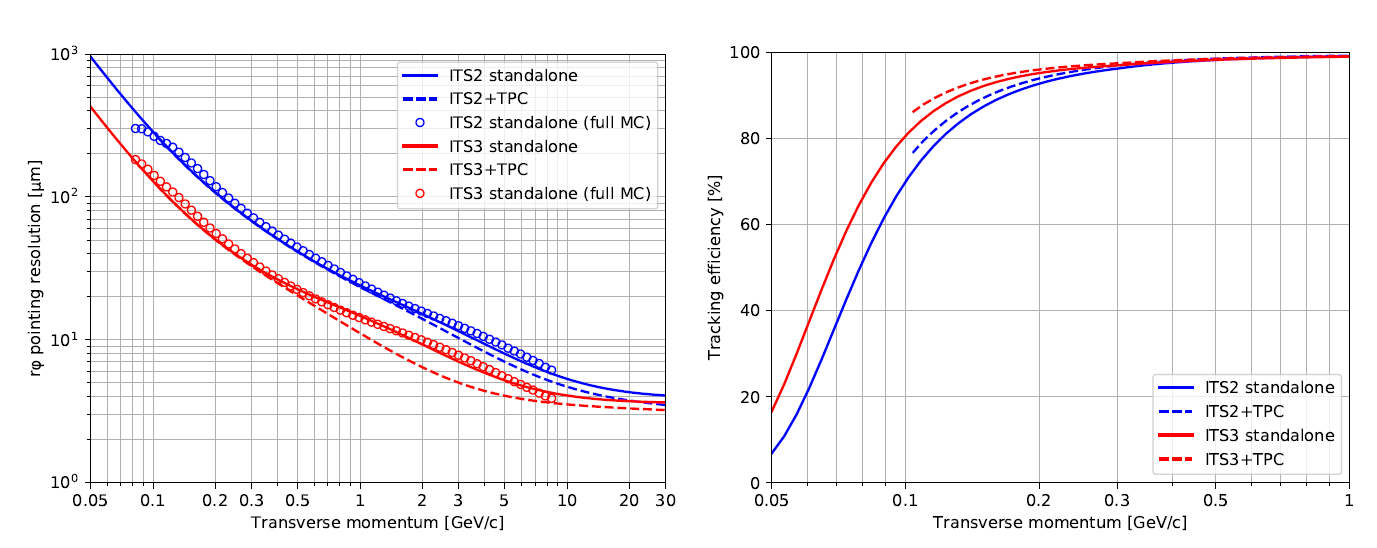 10³
10²
10¹
10⁰
rφ pointing resolution [µm]
ITS2 standalone
ITS2+TPC
ITS2 standalone (full MC)
ITS3 standalone
ITS3+TPC
ITS3 standalone (full MC)
0.05 0.1 0.2 0.3 0.5 1 2 3 5 10 20 30
Transverse momentum [GeV/c]
100
80
60
40
20
0
Tracking efficiency [%]
ITS2 standalone
ITS2+TPC
ITS3 standalone
ITS3+TPC
0.05 0.1 0.2 0.3 0.5 1
Transverse momentum [GeV/c]